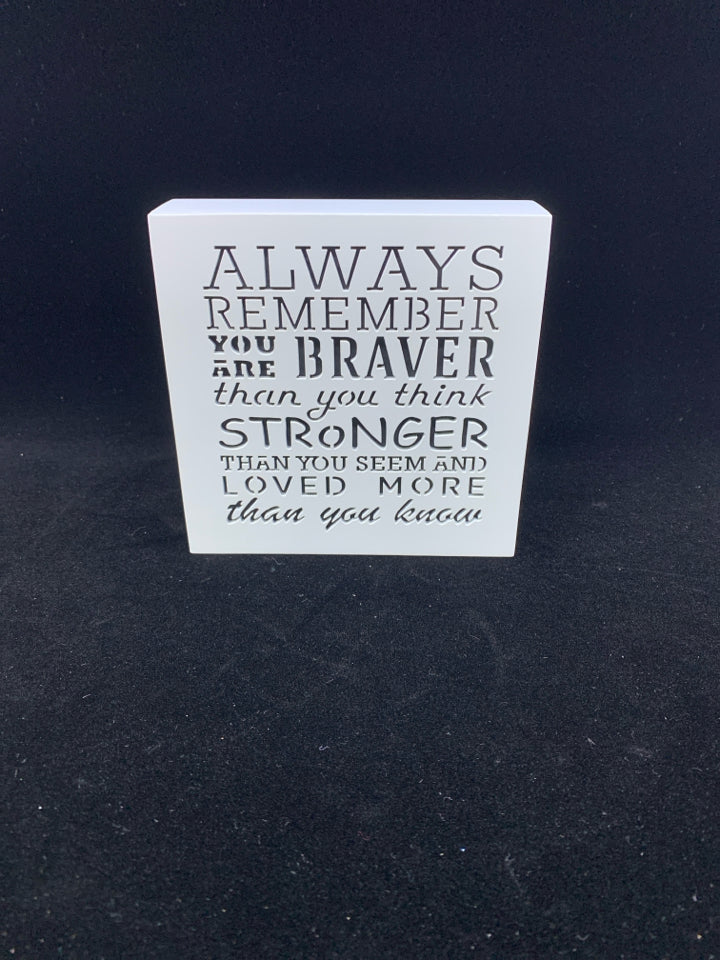 ALWAYS
REMEMBER
YOU ARE BRAVER
than you think
STRONGER
THAN YOU SEEM AND
LOVED MORE
than you know